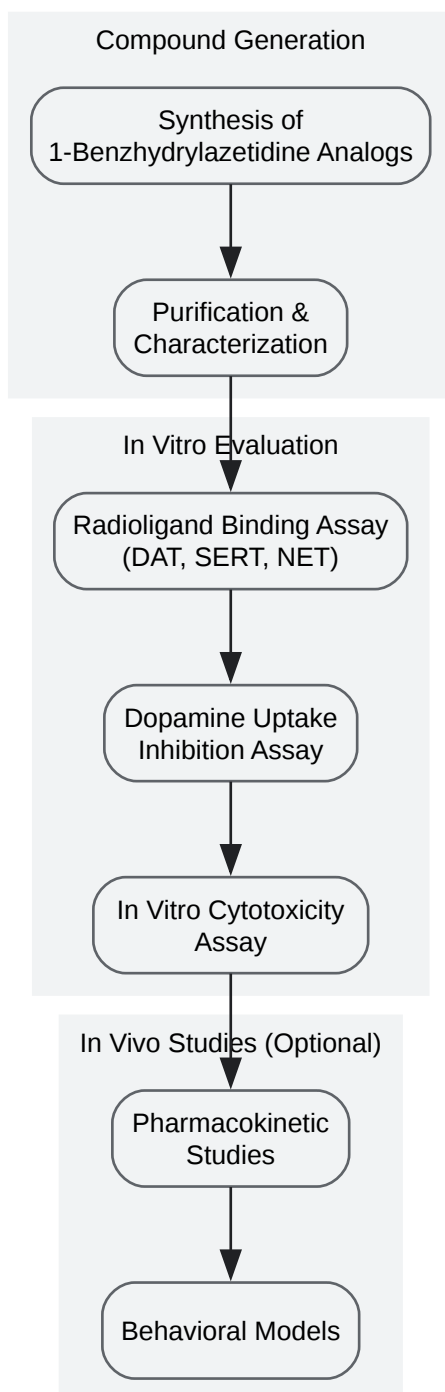 Compound Generation
Synthesis of
1-Benzhydrylazetidine Analogs
Purification &
Characterization
In Vitro Evaluation
Radioligand Binding Assay
(DAT, SERT, NET)
Dopamine Uptake
Inhibition Assay
In Vitro Cytotoxicity
Assay
In Vivo Studies (Optional)
Pharmacokinetic
Studies
Behavioral Models